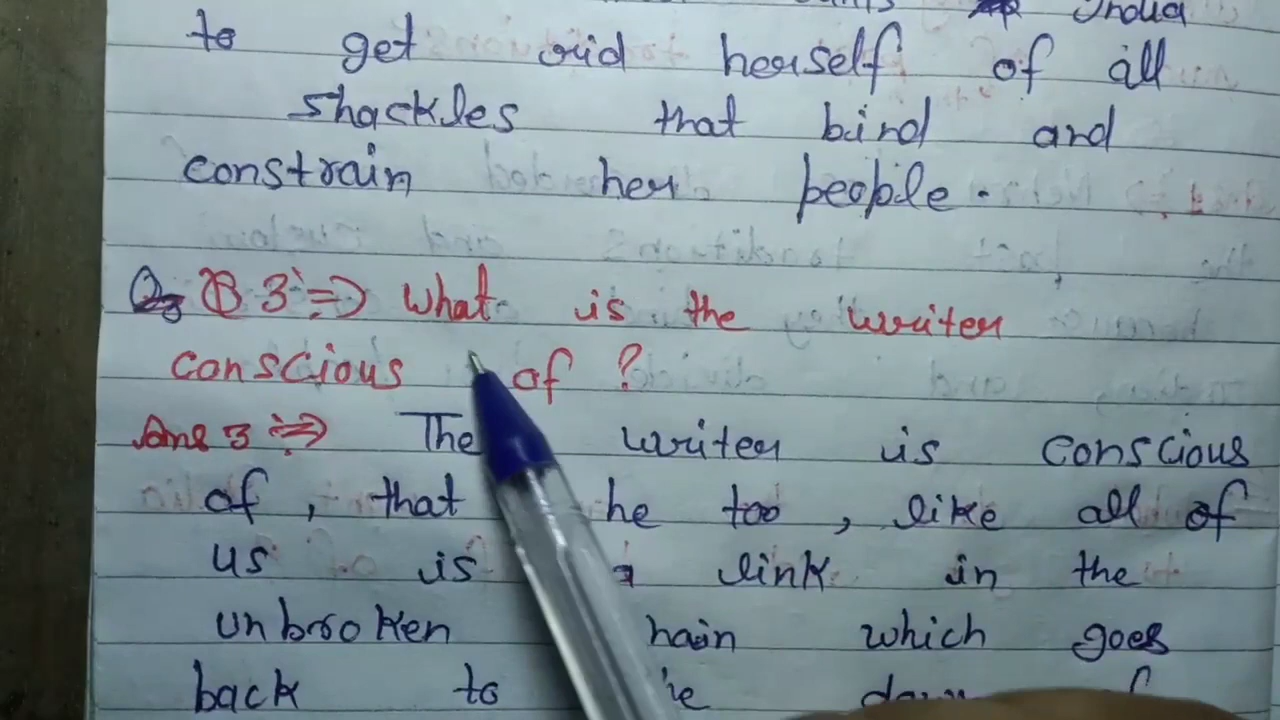 India
to get rid herself of all
shackles that bind and
constrain her people.
Q B 3 ⇒ What is the writer
conscious of ?
Ans 3 ⇒ The writer is conscious
of , that he too , like all of
us is a link in the
unbroken which goes
back to